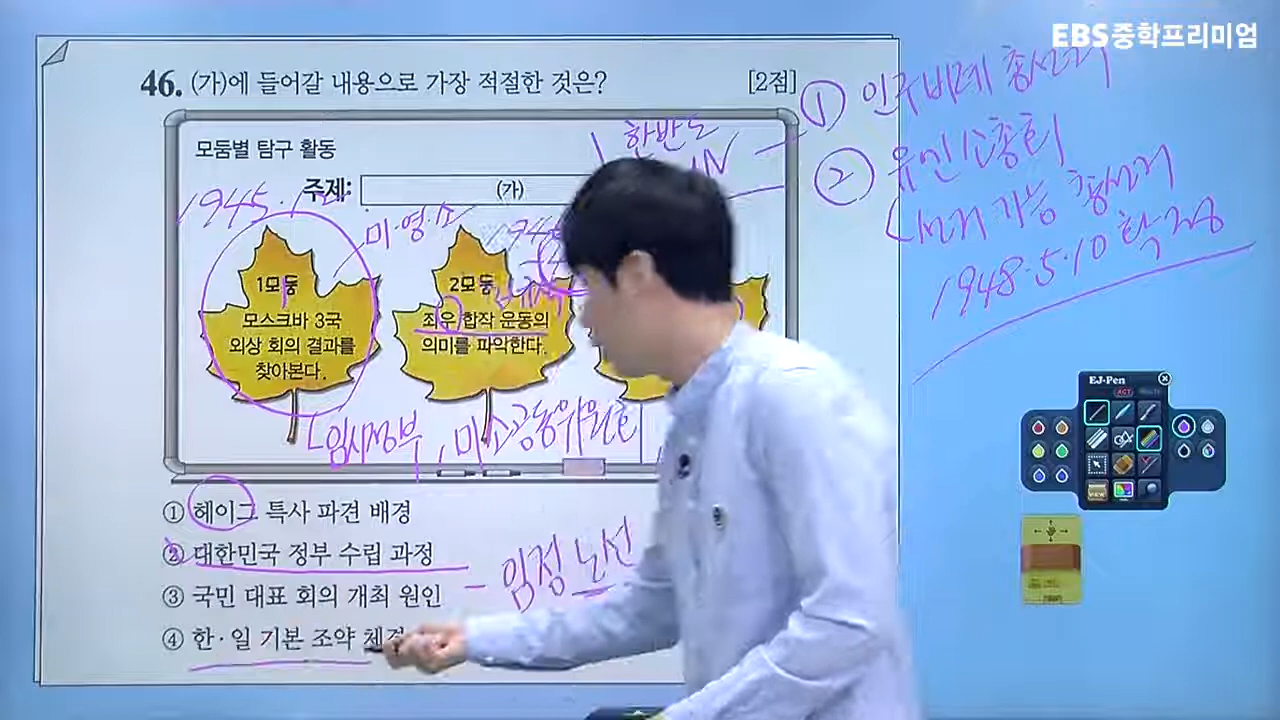 EBS중학프리미엄
46. (가)에 들어갈 내용으로 가장 적절한 것은? [2점]
모둠별 탐구 활동
주제: (가)
1945.
미·영·소
한반도
UN
① 인구비례 총선거
② 유엔 소총회
선거 가능 총선거
1948.5.10 확정
1모둠
모스크바 3국
외상 회의 결과를
찾아본다.
2모둠
좌우 합작 운동의
의미를 파악한다.
임시정부, 미소공동위원회
① 헤이그 특사 파견 배경
② 대한민국 정부 수립 과정
③ 국민 대표 회의 개최 원인
- 임정 노선
④ 한·일 기본 조약 체결
EJ-Pen
ACT